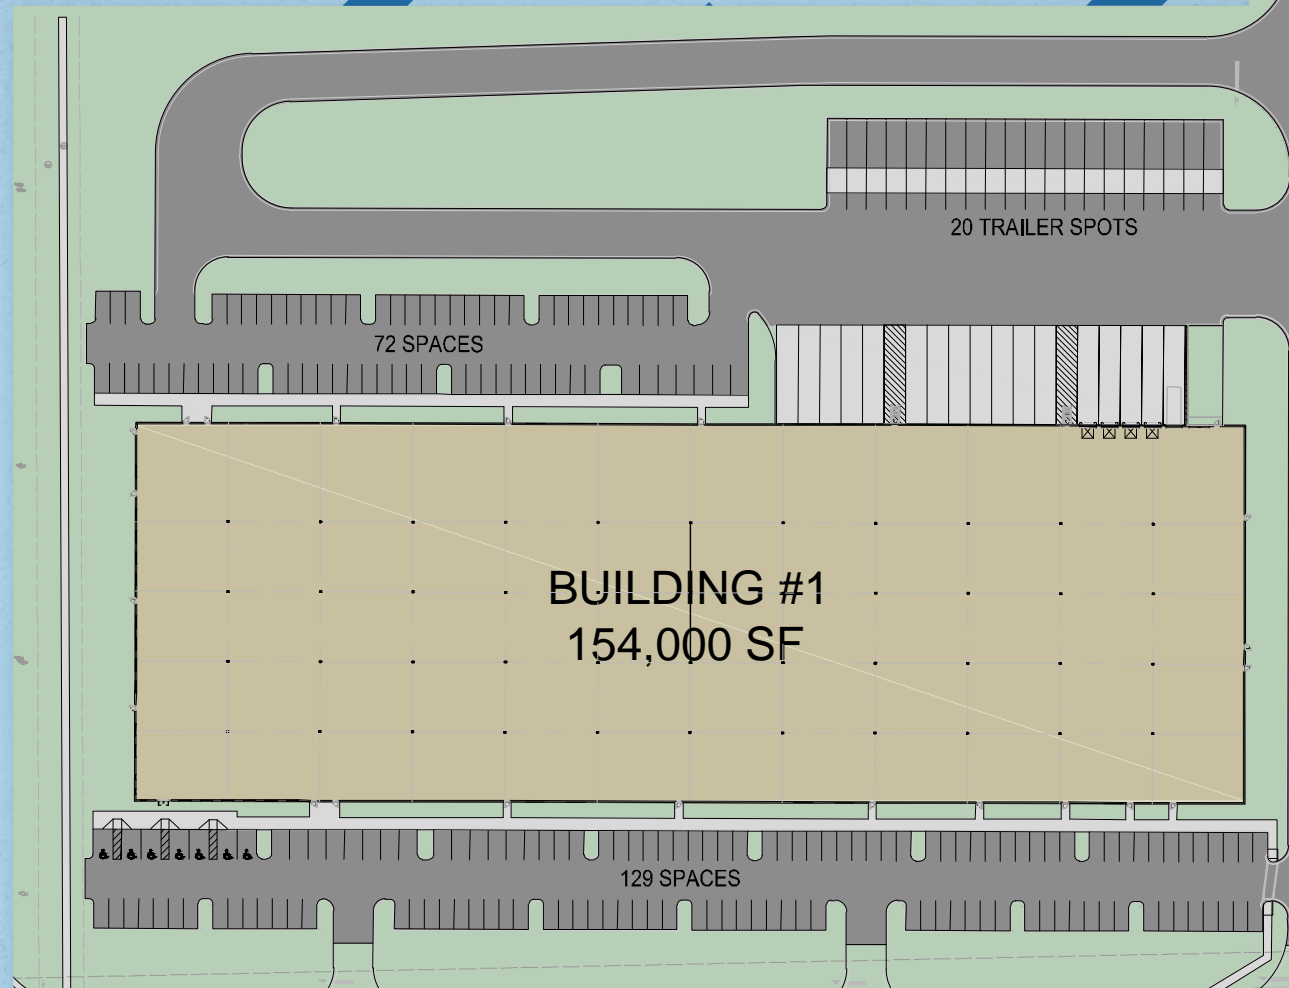 20 TRAILER SPOTS
72 SPACES
BUILDING #1
154,000 SF
129 SPACES